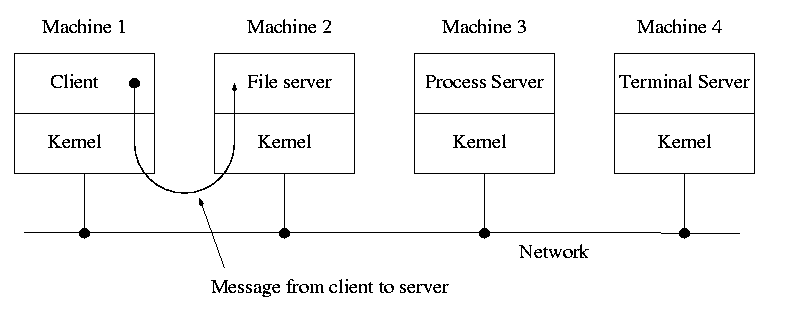 Machine 1
Machine 2
Machine 3
Machine 4
Client
File server
Process Server
Terminal Server
Kernel
Kernel
Kernel
Kernel
Network
Message from client to server